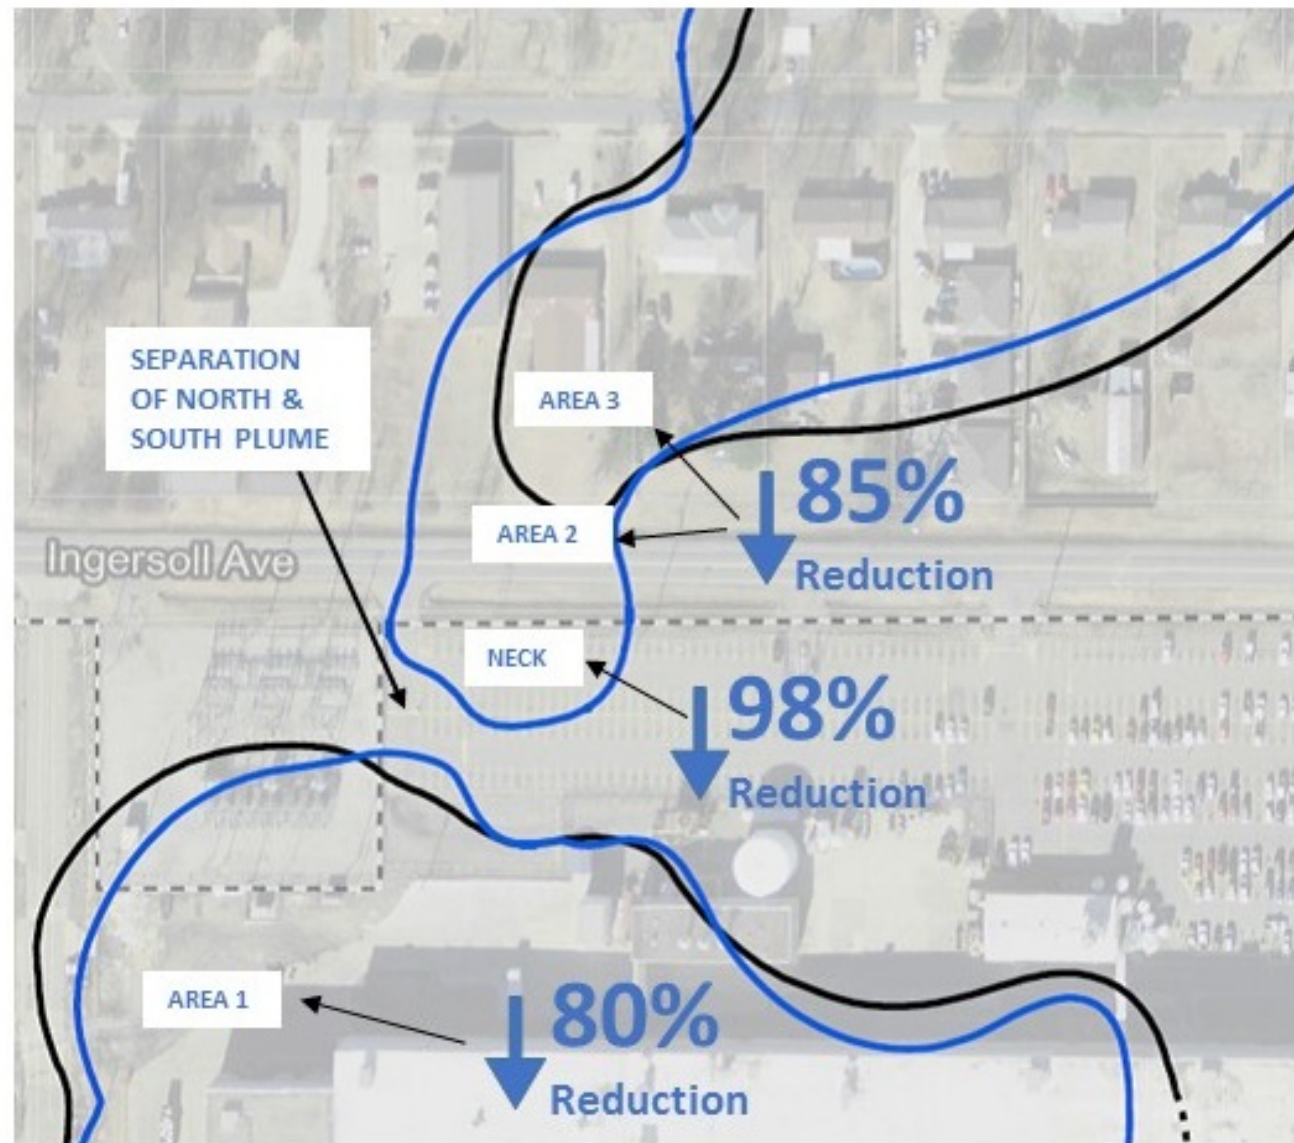 SEPARATION
OF NORTH &
SOUTH PLUME
AREA 3
85%
Reduction
AREA 2
Ingersoll Ave
NECK
98%
Reduction
AREA 1
80%
Reduction